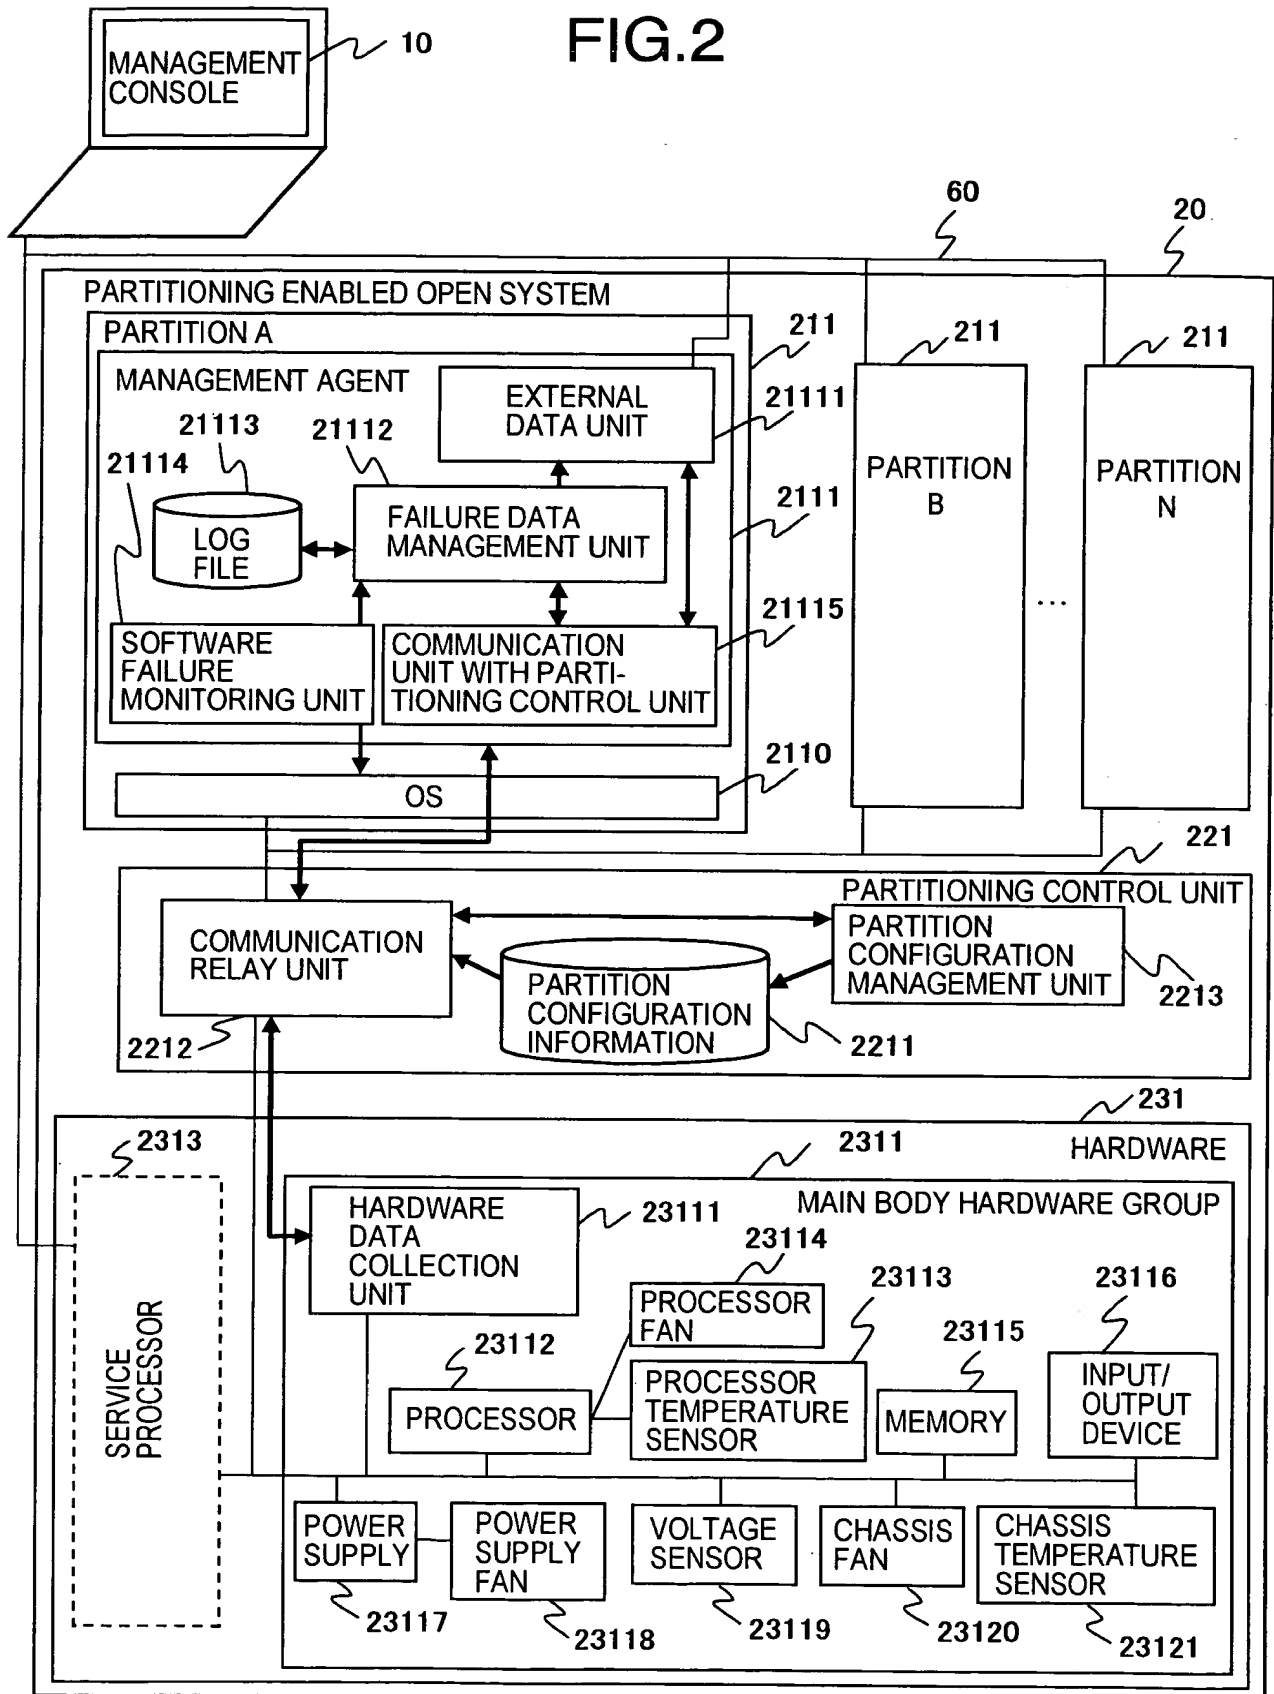 FIG.2
10
MANAGEMENT
CONSOLE
60
20
PARTITIONING ENABLED OPEN SYSTEM
PARTITION A
211
211
211
MANAGEMENT AGENT
EXTERNAL
DATA UNIT
21111
21113
21112
21114
PARTITION
B
PARTITION
N
LOG
FILE
FAILURE DATA
MANAGEMENT UNIT
2111
...
21115
SOFTWARE
FAILURE
MONITORING UNIT
COMMUNICATION
UNIT WITH PARTI-
TIONING CONTROL UNIT
2110
OS
221
PARTITIONING CONTROL UNIT
COMMUNICATION
RELAY UNIT
PARTITION
CONFIGURATION
MANAGEMENT UNIT
2213
PARTITION
CONFIGURATION
INFORMATION
2212
2211
231
HARDWARE
2313
2311
MAIN BODY HARDWARE GROUP
HARDWARE
DATA
COLLECTION
UNIT
23111
23114
PROCESSOR
FAN
23113
23116
23112
23115
SERVICE
PROCESSOR
PROCESSOR
PROCESSOR
TEMPERATURE
SENSOR
MEMORY
INPUT/
OUTPUT
DEVICE
POWER
SUPPLY
POWER
SUPPLY
FAN
VOLTAGE
SENSOR
CHASSIS
FAN
CHASSIS
TEMPERATURE
SENSOR
23117
23118
23119
23120
23121